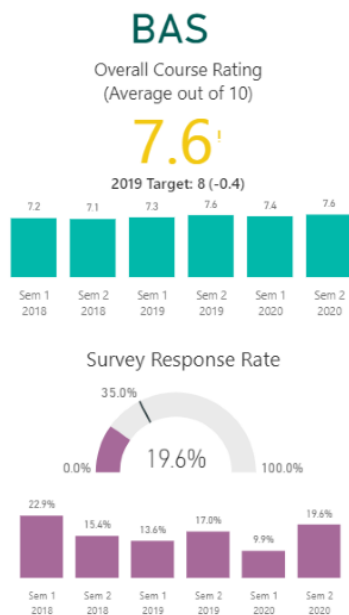 BAS
Overall Course Rating
(Average out of 10)
7.6!
2019 Target: 8 (-0.4)
7.2 7.1 7.3 7.6 7.4 7.6
Sem 1 Sem 2 Sem 1 Sem 2 Sem 1 Sem 2
2018 2018 2019 2019 2020 2020
Survey Response Rate
35.0%
0.0% 19.6% 100.0%
22.9% 15.4% 13.6% 17.0% 9.9% 19.6%
Sem 1 Sem 2 Sem 1 Sem 2 Sem 1 Sem 2
2018 2018 2019 2019 2020 2020